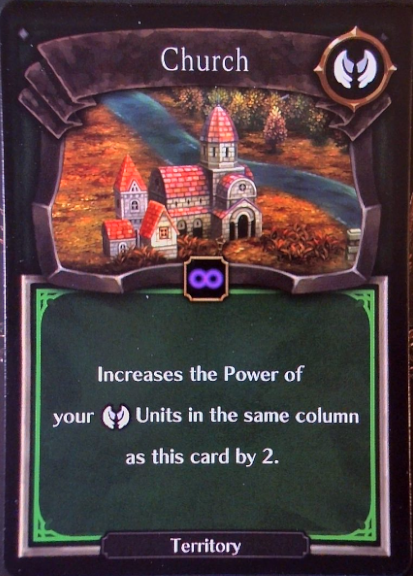 Church
∞
Increases the Power of
your Units in the same column
as this card by 2.
Territory